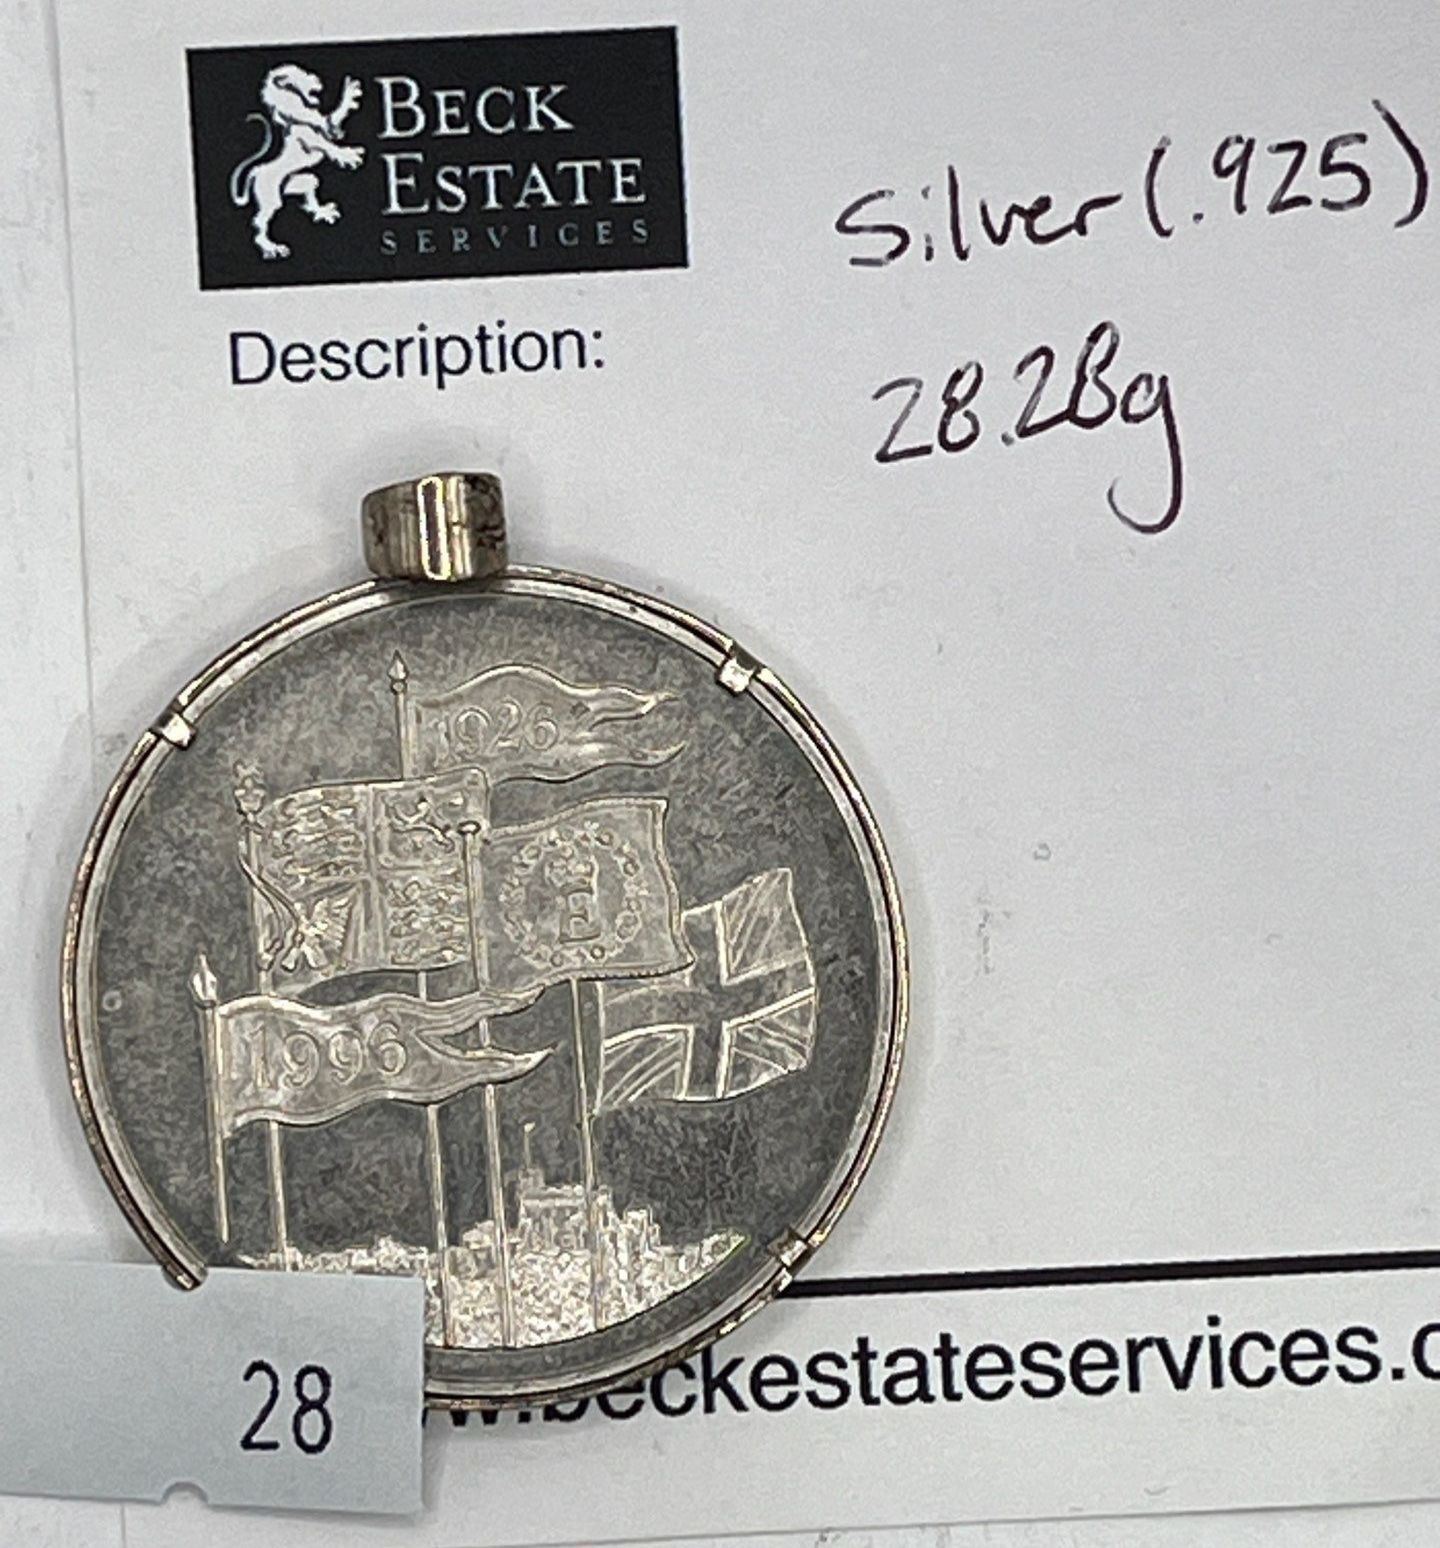 BECK
ESTATE
SERVICES
Silver (.925)
Description:
28.28g
1926
1996
28
w.beckestateservices.c